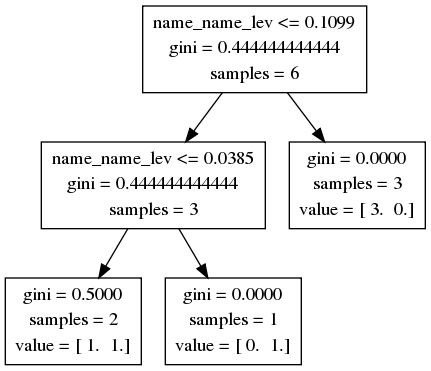 name_name_lev <= 0.1099
gini = 0.444444444444
samples = 6
name_name_lev <= 0.0385
gini = 0.444444444444
samples = 3
gini = 0.0000
samples = 3
value = [ 3.  0.]
gini = 0.5000
samples = 2
value = [ 1.  1.]
gini = 0.0000
samples = 1
value = [ 0.  1.]